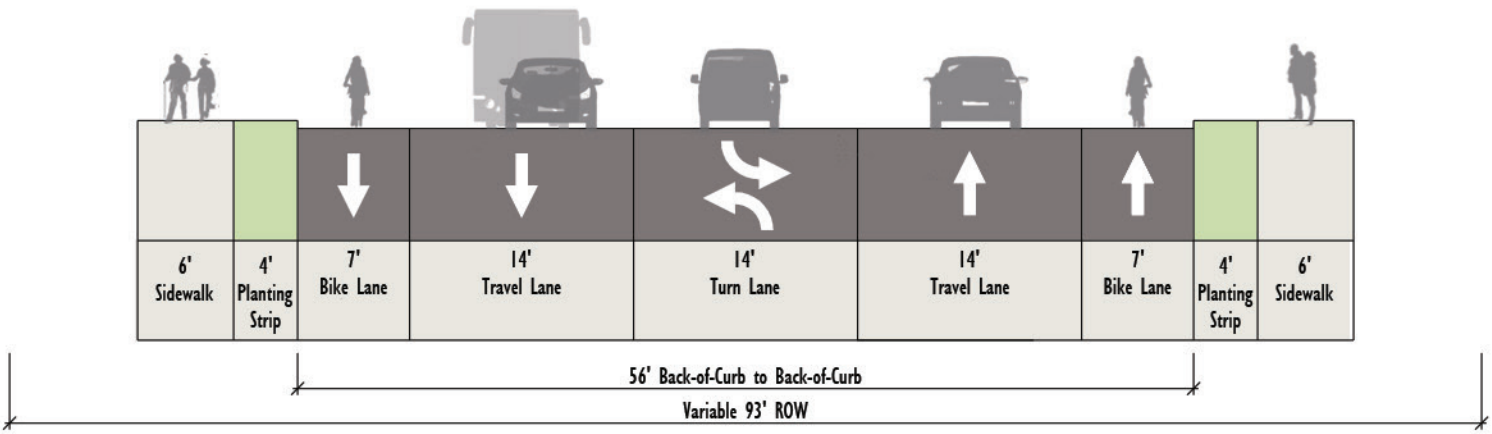 6'
Sidewalk
4'
Planting
Strip
7'
Bike Lane
14'
Travel Lane
14'
Turn Lane
14'
Travel Lane
7'
Bike Lane
4'
Planting
Strip
6'
Sidewalk
56' Back-of-Curb to Back-of-Curb
Variable 93' ROW